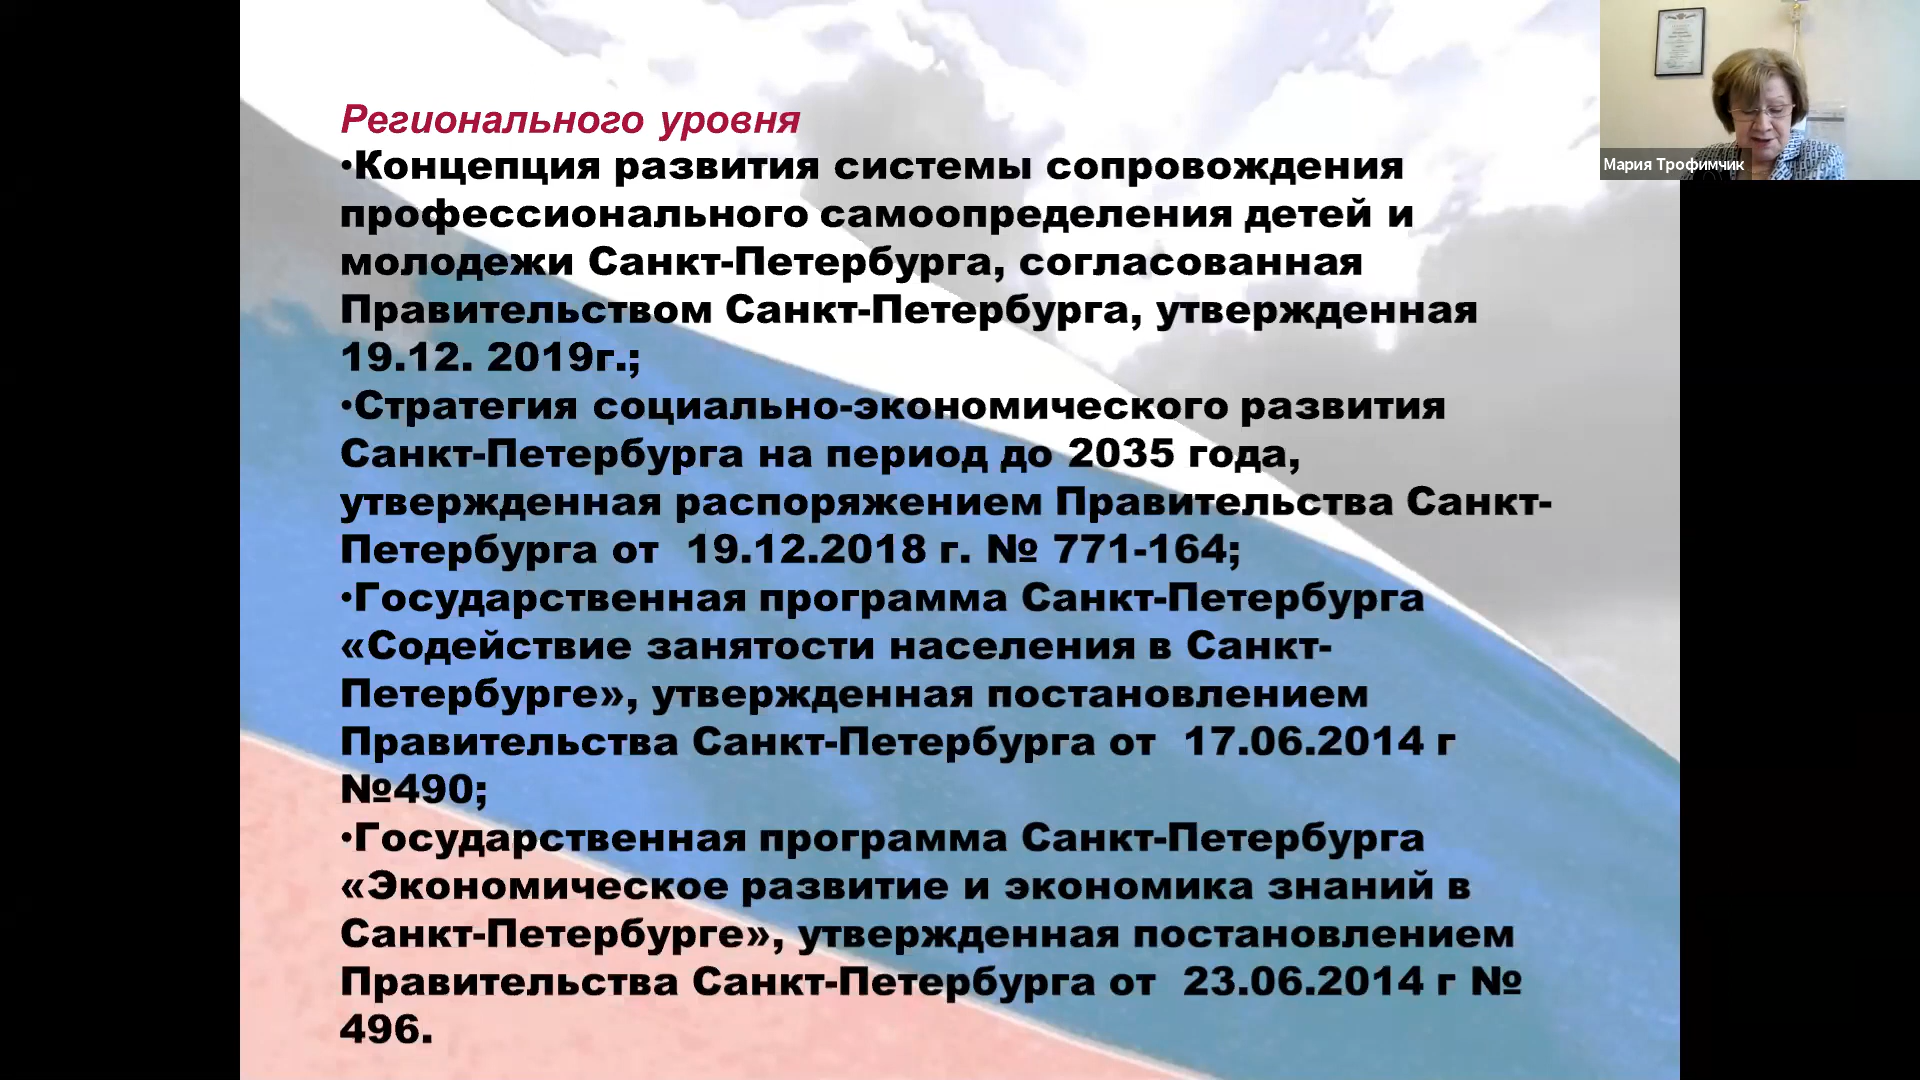 Регионального уровня
•Концепция развития системы сопровождения
профессионального самоопределения детей и
молодежи Санкт-Петербурга, согласованная
Правительством Санкт-Петербурга, утвержденная
19.12. 2019г.;
•Стратегия социально-экономического развития
Санкт-Петербурга на период до 2035 года,
утвержденная распоряжением Правительства Санкт-
Петербурга от  19.12.2018 г. № 771-164;
•Государственная программа Санкт-Петербурга
«Содействие занятости населения в Санкт-
Петербурге», утвержденная постановлением
Правительства Санкт-Петербурга от  17.06.2014 г
№490;
•Государственная программа Санкт-Петербурга
«Экономическое развитие и экономика знаний в
Санкт-Петербурге», утвержденная постановлением
Правительства Санкт-Петербурга от  23.06.2014 г №
496.
Мария Трофимчик